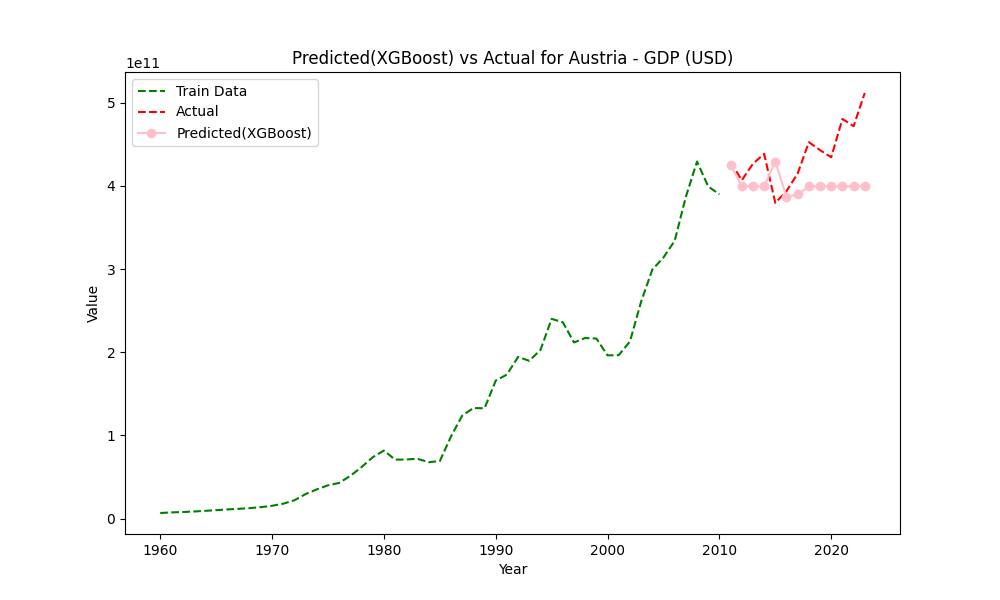 Predicted(XGBoost) vs Actual for Austria - GDP (USD)
1e11
Train Data
Actual
Predicted(XGBoost)
5
4
3
2
1
0
Value
1960 1970 1980 1990 2000 2010 2020
Year